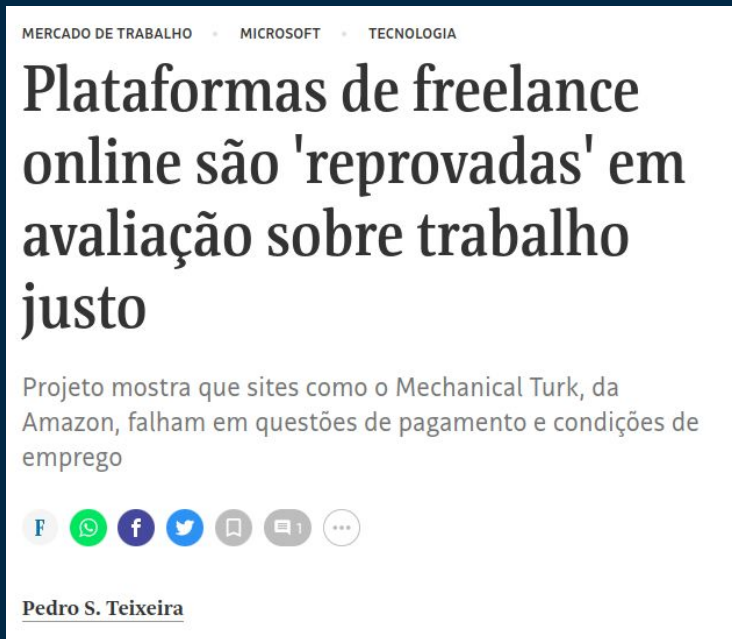 MERCADO DE TRABALHO • MICROSOFT • TECNOLOGIA
Plataformas de freelance
online são 'reprovadas' em
avaliação sobre trabalho
justo
Projeto mostra que sites como o Mechanical Turk, da
Amazon, falham em questões de pagamento e condições de
emprego
F f 1
Pedro S. Teixeira